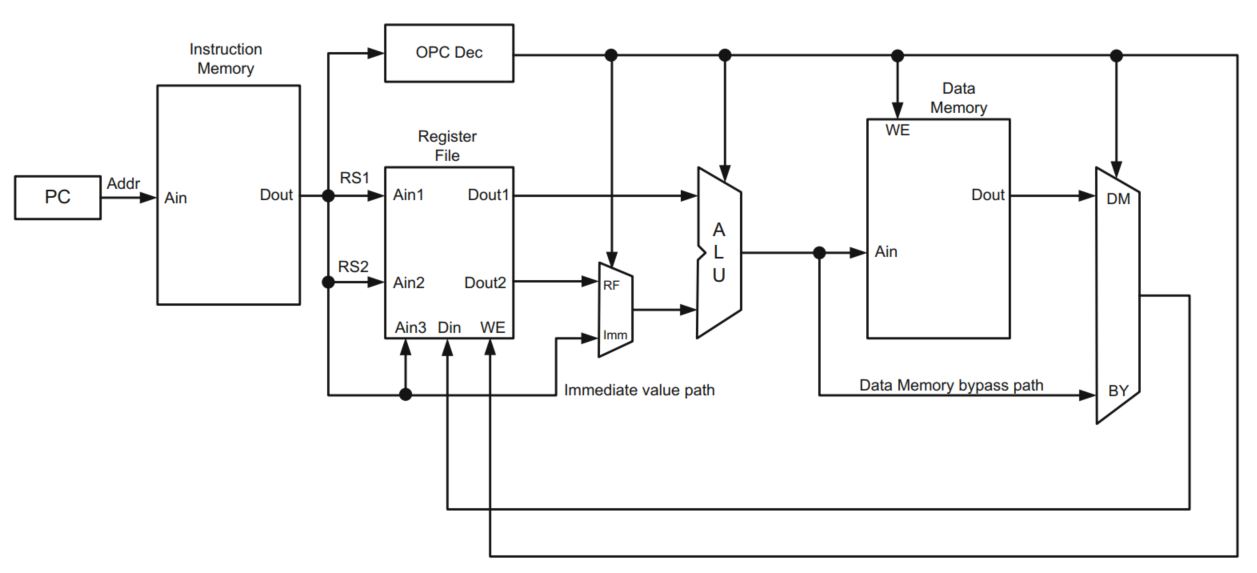 Instruction
Memory
OPC Dec
Data
Memory
WE
Register
File
PC
Addr
Ain
Dout
RS1
Ain1
Dout1
RS2
Ain2
Dout2
Ain3
Din
WE
RF
Imm
A
L
U
Ain
Dout
DM
BY
Immediate value path
Data Memory bypass path